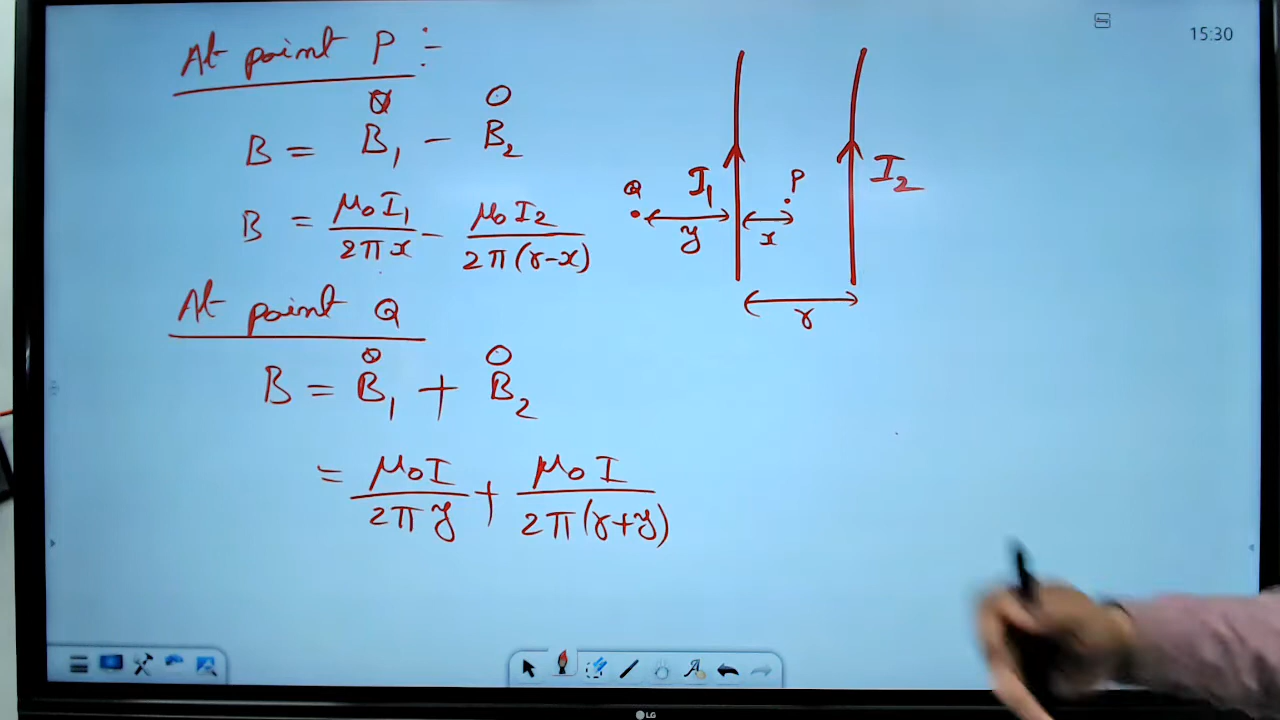 At point P :-
B = B₁ - B₂
B = μ₀I₁/2πx - μ₀I₂/2π(r-x)
At point Q
B = B₁ + B₂
= μ₀I/2πy + μ₀I/2π(r+y)
15:30
Q
I₁
P
I₂
y
x
r
LG